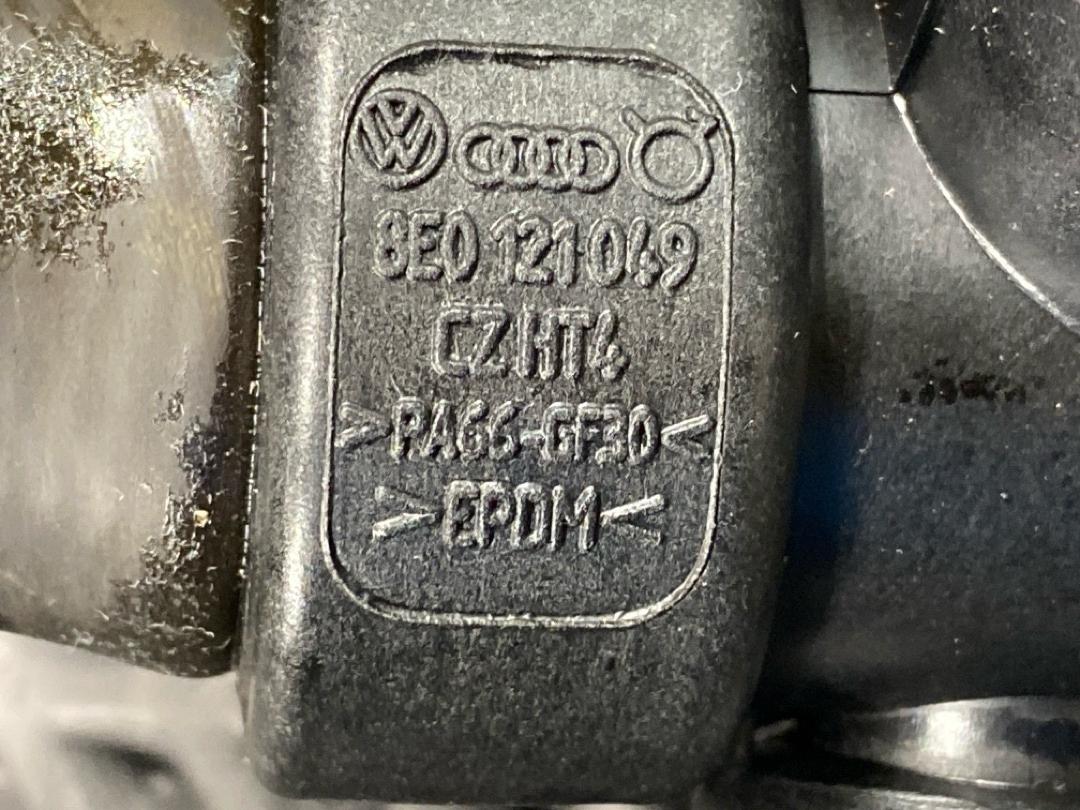 8E0 121 049
CZ HT4
>PA66-GF30<
>EPDM<